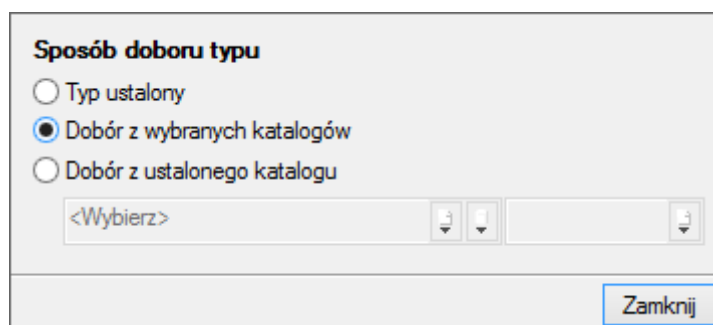 Sposób doboru typu
Typ ustalony
Dobór z wybranych katalogów
Dobór z ustalonego katalogu
<Wybierz>
Zamknij